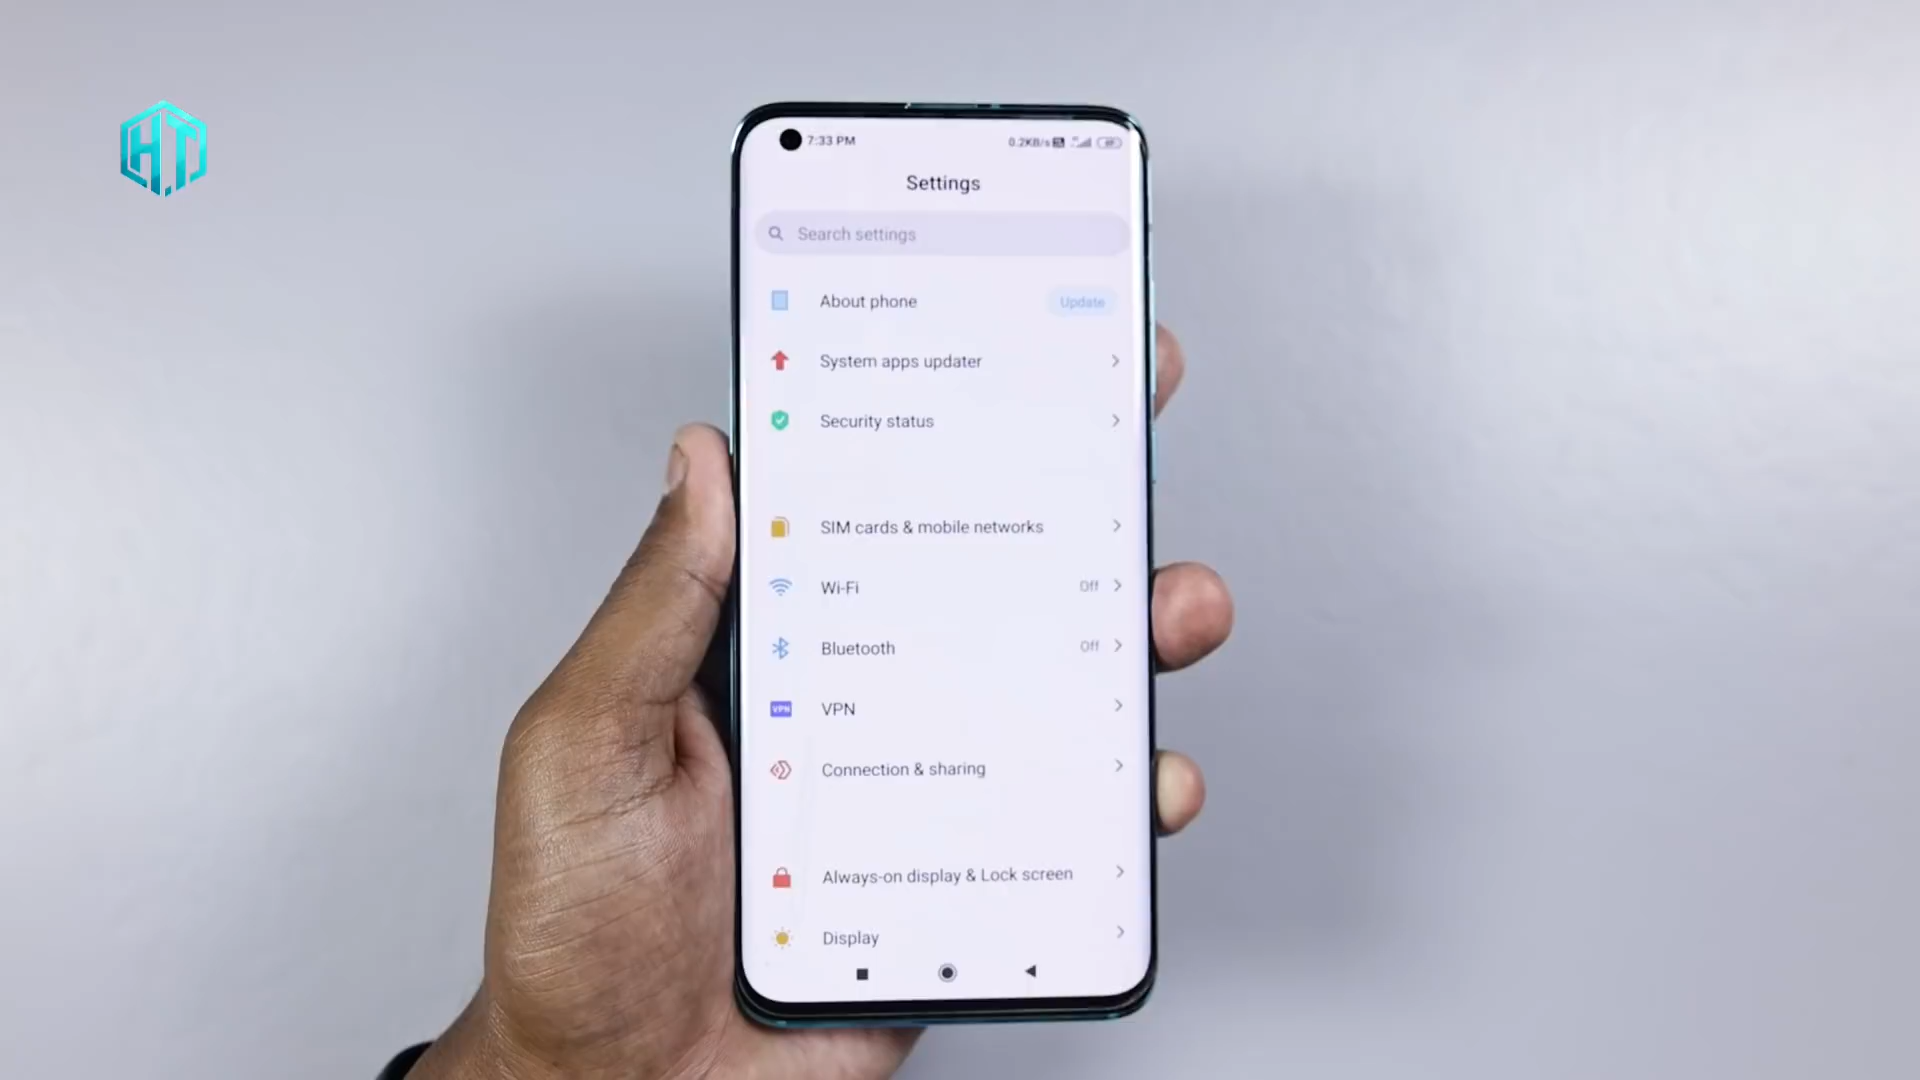 H.T
7:33 PM
0.2KB/s
Settings
Search settings
About phone
Update
System apps updater
Security status
SIM cards & mobile networks
Wi-Fi
Off
Bluetooth
Off
VPN
VPN
Connection & sharing
Always-on display & Lock screen
Display